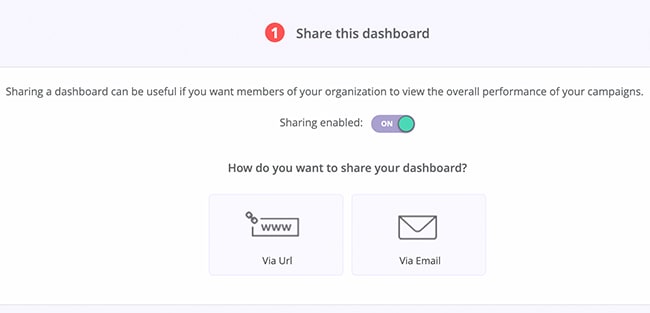 1 Share this dashboard
Sharing a dashboard can be useful if you want members of your organization to view the overall performance of your campaigns.
Sharing enabled: ON
How do you want to share your dashboard?
www
Via Url
Via Email